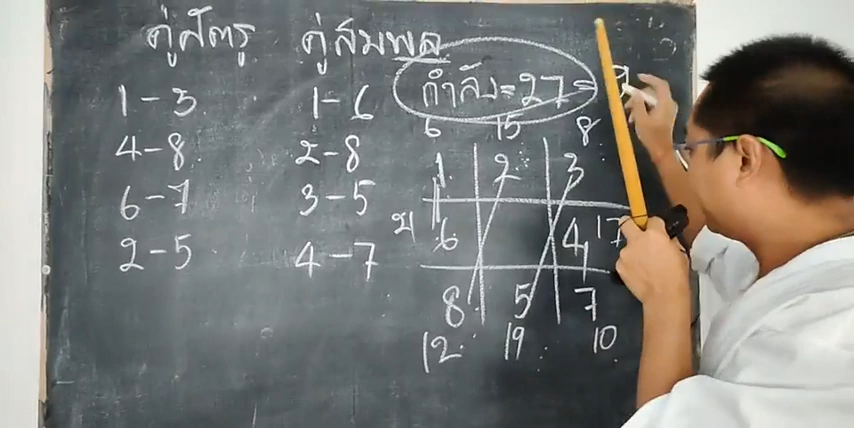 คู่ศัตรู
1-3
4-8
6-7
2-5
คู่สมพล
1-6
2-8
3-5
4-7
กำลัง = 27 =
6 15 8
1 2 3
6 4 17
8 5 7
12 19 10